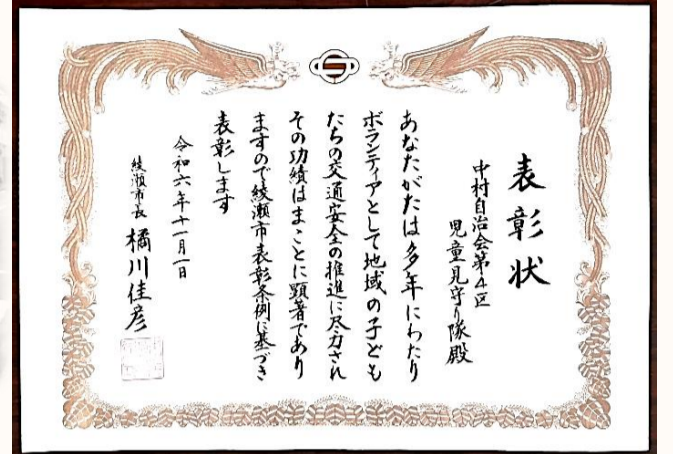 表彰状
中村自治会第4区
児童見守り隊殿
あなたがたは多年にわたり
ボランティアとして地域の子ども
たちの交通安全の推進に尽力され
その功績はまことに顕著であり
ますので綾瀬市表彰条例に基づき
表彰します
令和六年十一月一日
綾瀬市長 橘川佳彦